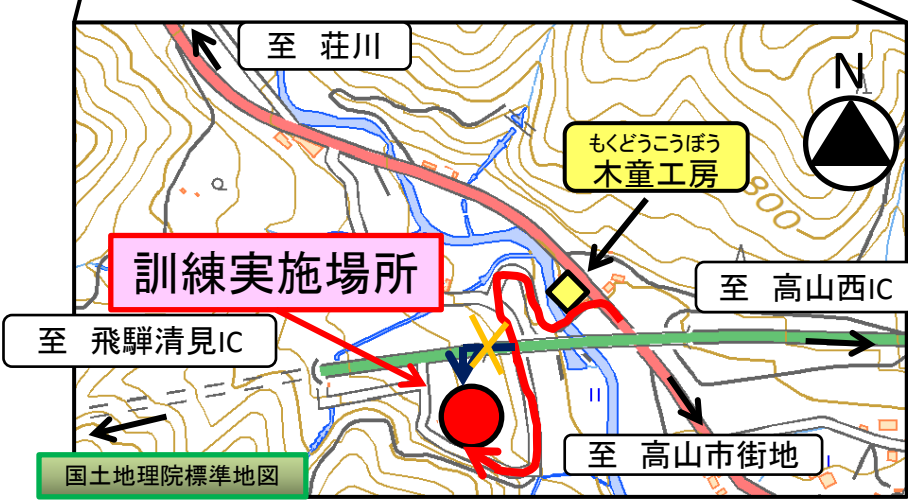 至 荘川
N
もくどうこうぼう
木童工房
800
訓練実施場所
至 高山西IC
至 飛騨清見IC
至 高山市街地
国土地理院標準地図